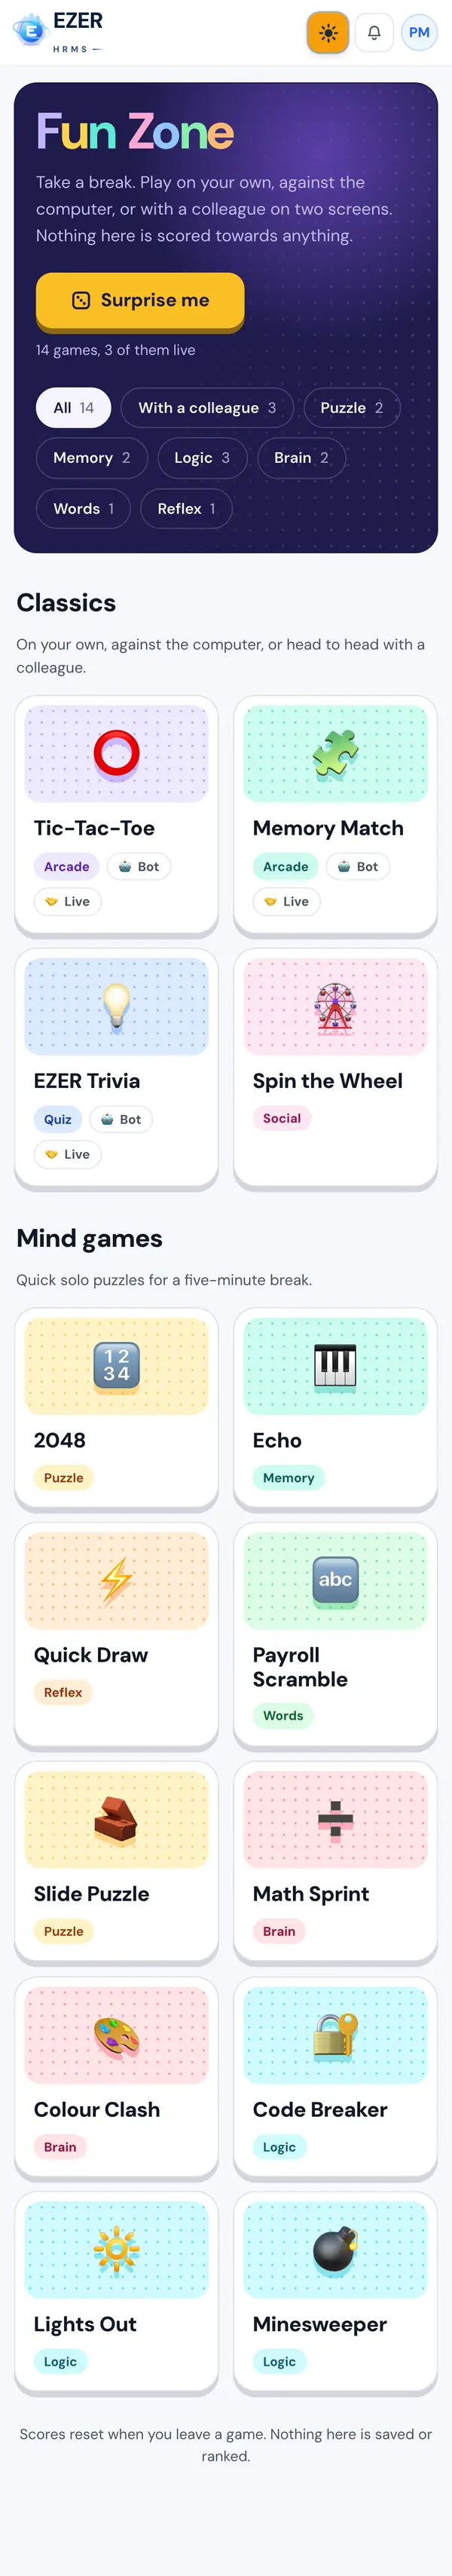 EZER
HRMS
PM
Fun Zone
Take a break. Play on your own, against the
computer, or with a colleague on two screens.
Nothing here is scored towards anything.
Surprise me
14 games, 3 of them live
All 14
With a colleague 3
Puzzle 2
Memory 2
Logic 3
Brain 2
Words 1
Reflex 1
Classics
On your own, against the computer, or head to head with a
colleague.
Tic-Tac-Toe
Arcade
Bot
Live
Memory Match
Arcade
Bot
Live
EZER Trivia
Quiz
Bot
Live
Spin the Wheel
Social
Mind games
Quick solo puzzles for a five-minute break.
1 2
3 4
2048
Puzzle
Echo
Memory
Quick Draw
Reflex
abc
Payroll
Scramble
Words
Slide Puzzle
Puzzle
Math Sprint
Brain
Colour Clash
Brain
Code Breaker
Logic
Lights Out
Logic
Minesweeper
Logic
Scores reset when you leave a game. Nothing here is saved or
ranked.